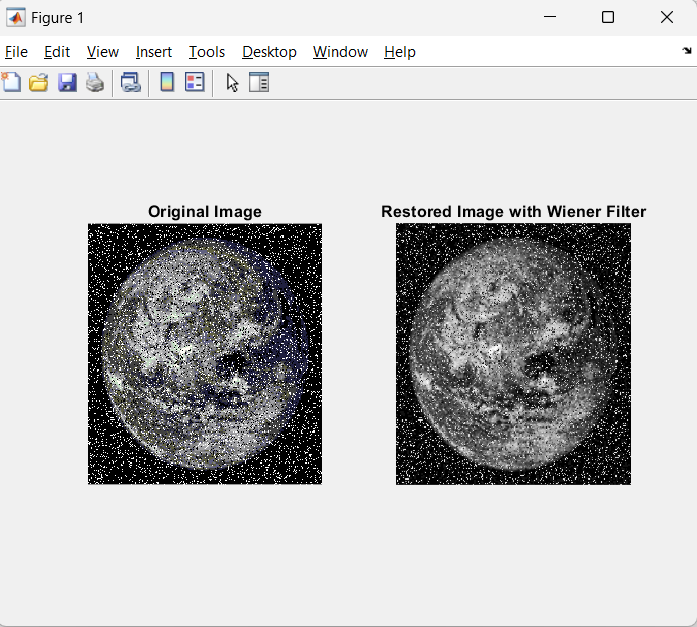 Figure 1
File Edit View Insert Tools Desktop Window Help
Original Image Restored Image with Wiener Filter